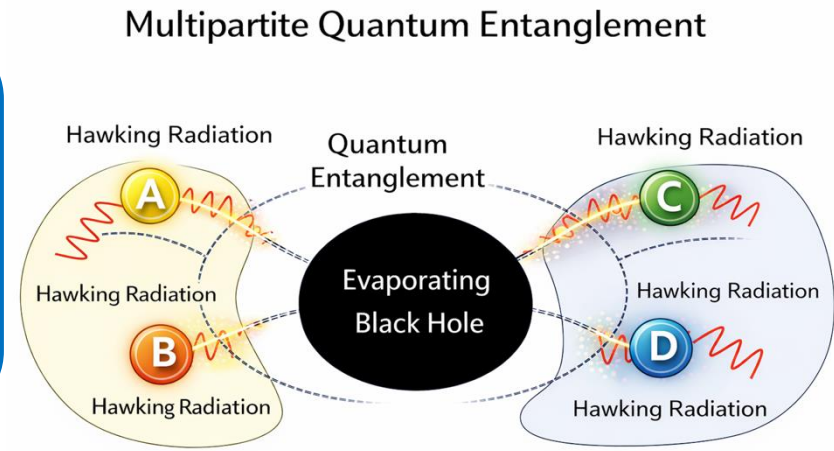 Multipartite Quantum Entanglement
Hawking Radiation
Quantum
Entanglement
Hawking Radiation
A
C
Hawking Radiation
Evaporating
Black Hole
Hawking Radiation
B
D
Hawking Radiation
Hawking Radiation